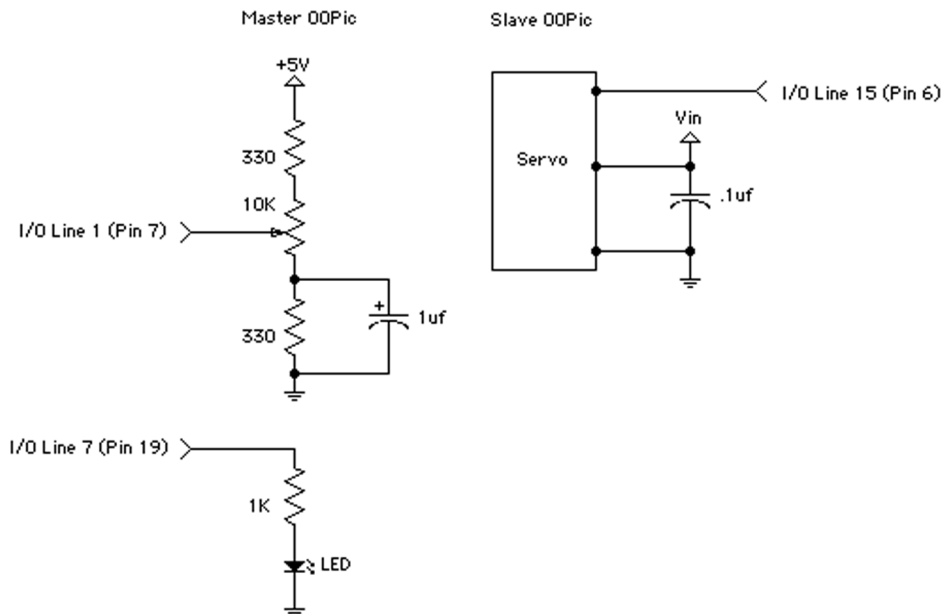 Master OOPic
Slave OOPic
+5V
330
10K
I/O Line 1 (Pin 7)
330
+
1uf
I/O Line 7 (Pin 19)
1K
LED
Servo
I/O Line 15 (Pin 6)
Vin
.1uf